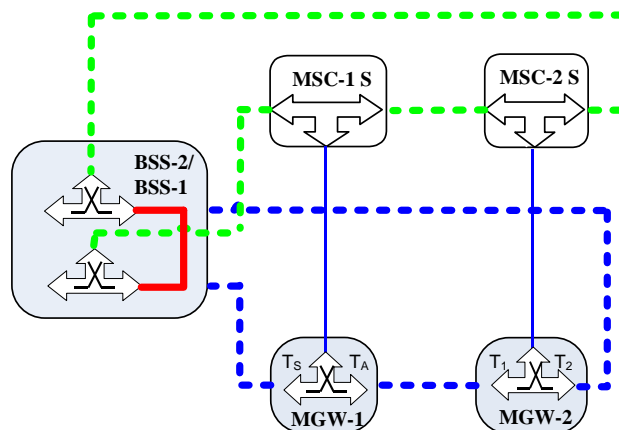 MSC-1 S
MSC-2 S
BSS-2/
BSS-1
TS
TA
T1
T2
MGW-1
MGW-2